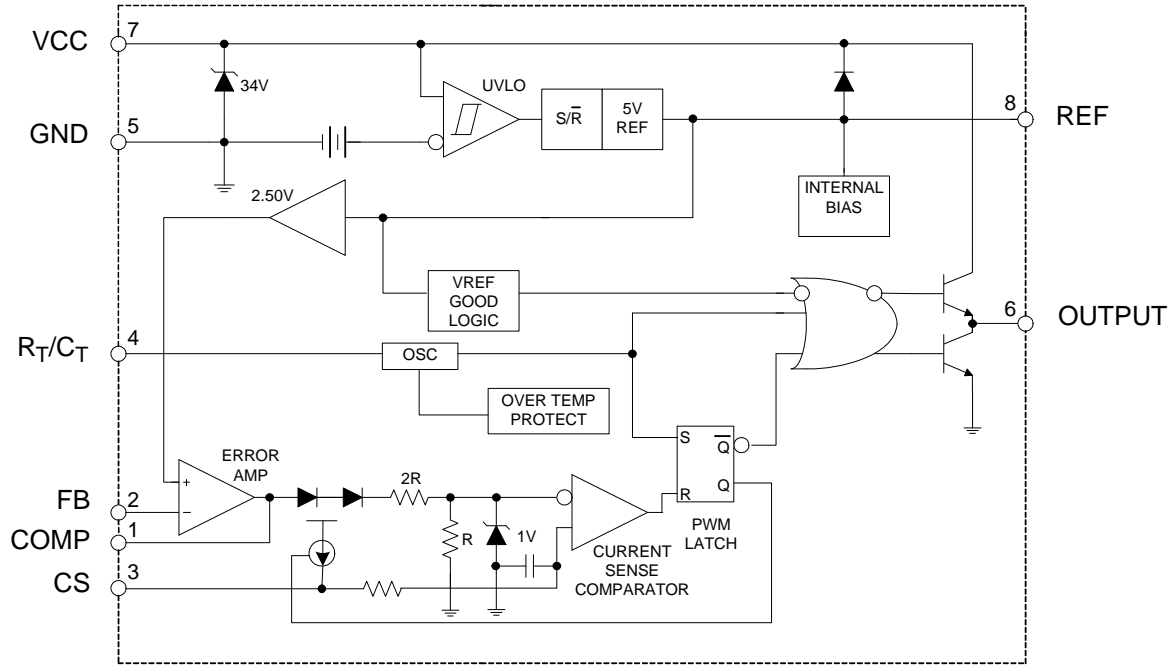 VCC
7
34V
UVLO
S/R̅
5V
REF
8
REF
GND
5
2.50V
INTERNAL
BIAS
VREF
GOOD
LOGIC
6
OUTPUT
RT/CT
4
OSC
OVER TEMP
PROTECT
S
Q̅
R
Q
PWM
LATCH
ERROR
AMP
+
−
2R
R
1V
CURRENT
SENSE
COMPARATOR
FB
2
COMP
1
CS
3